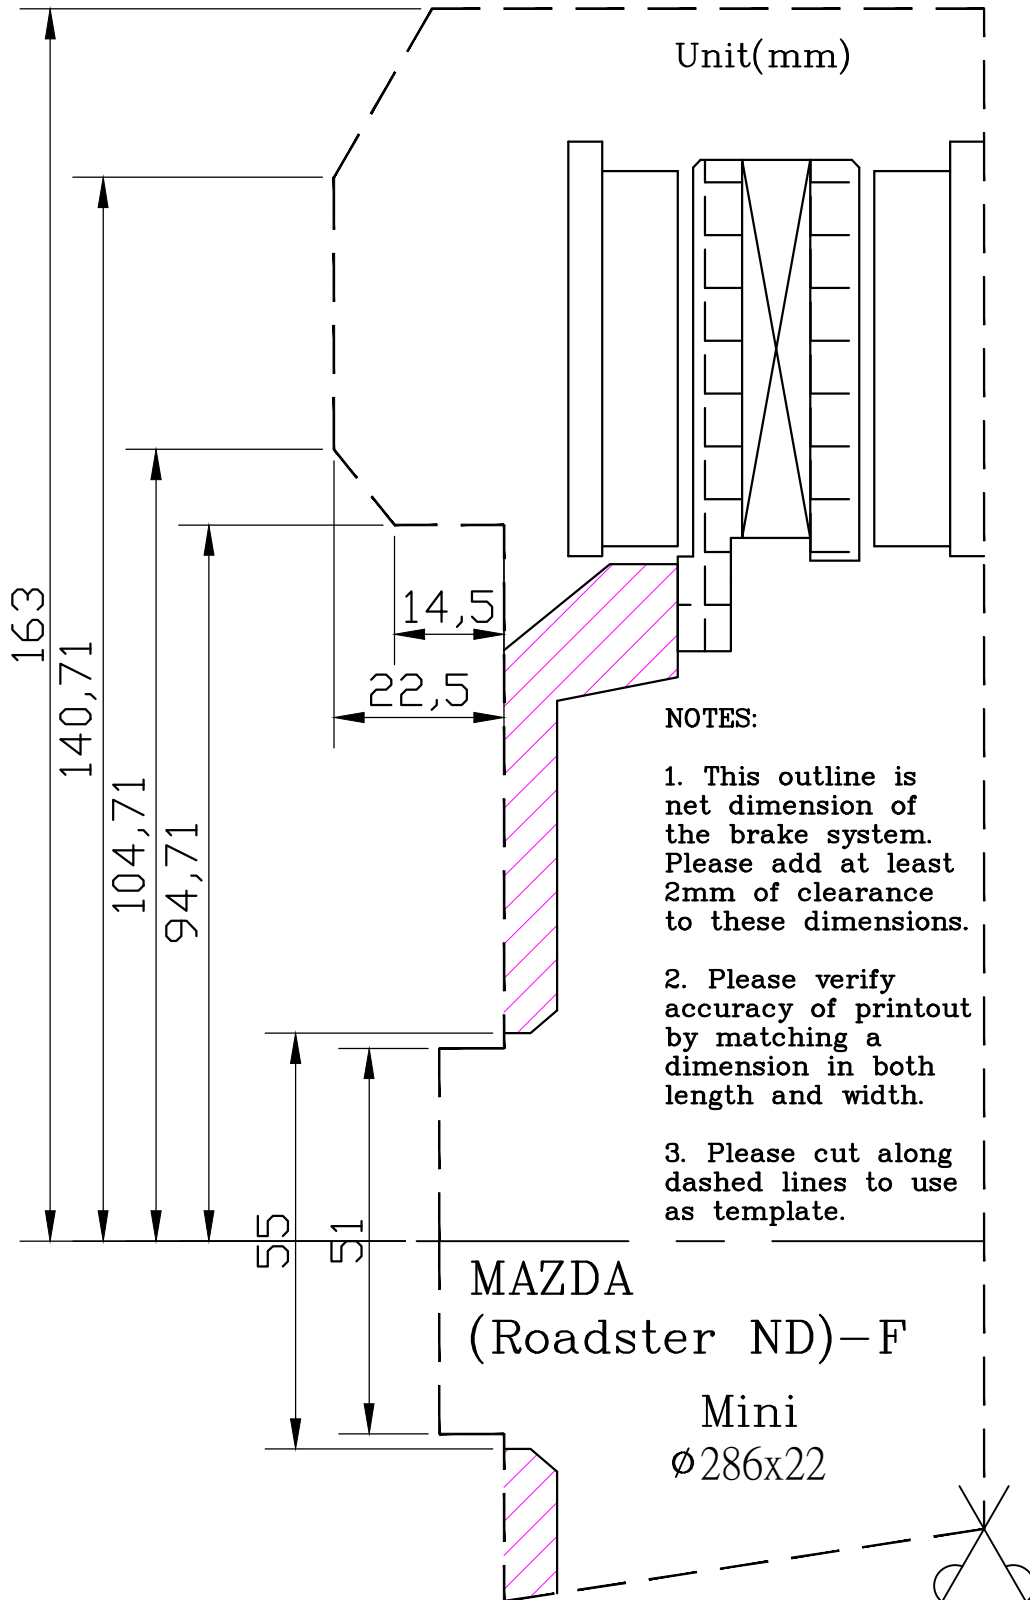 Unit(mm)
163
140,71
104,71
94,71
14,5
22,5
55
51
NOTES:
1. This outline is
net dimension of
the brake system.
Please add at least
2mm of clearance
to these dimensions.
2. Please verify
accuracy of printout
by matching a
dimension in both
length and width.
3. Please cut along
dashed lines to use
as template.
MAZDA
(Roadster ND)-F
Mini
Ø286x22